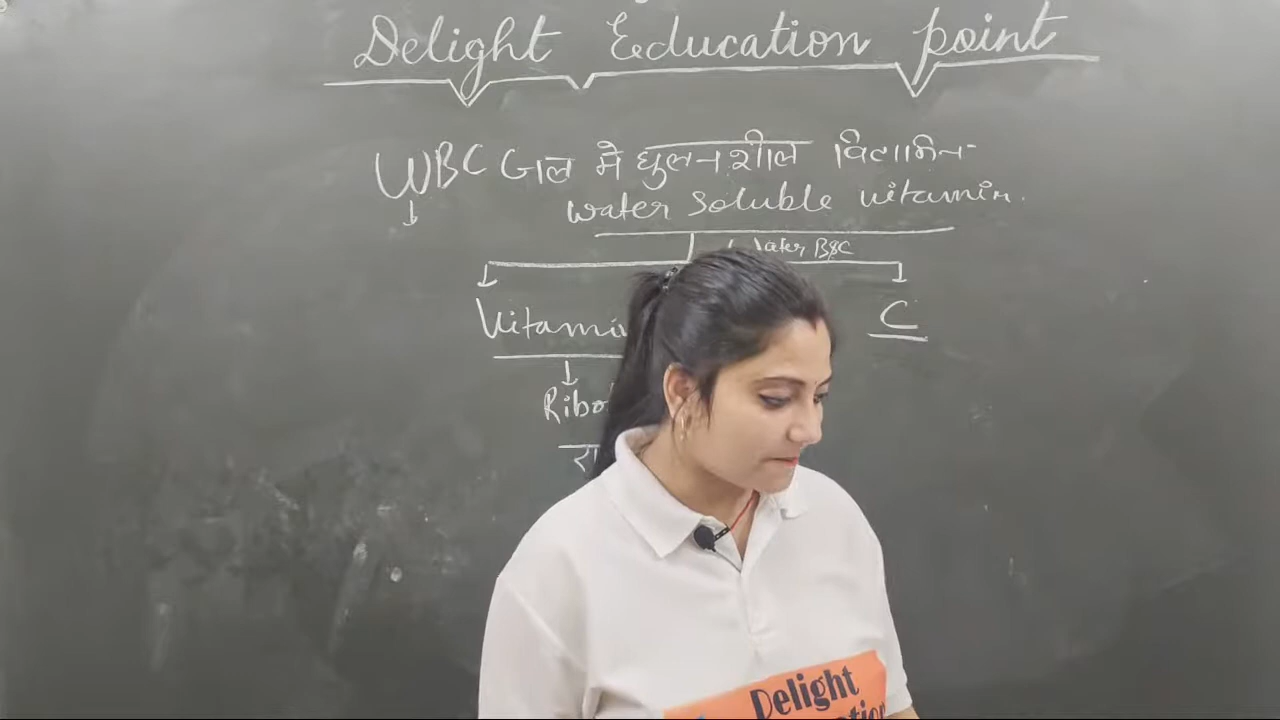 Delight Education point
WBC जल में घुलनशील विटामिन-
water soluble vitamin.
Water B&C
C
Delight